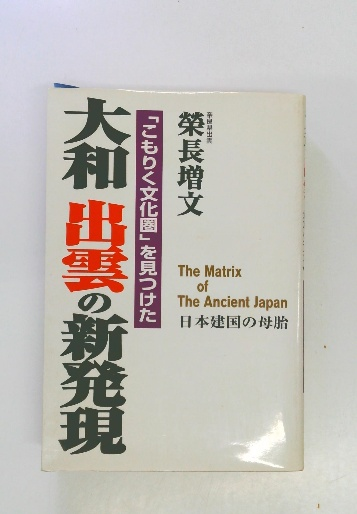 大和 出雲の新発現
「こもりく文化圏」を見つけた
榮長増文
The Matrix
of
The Ancient Japan
日本建国の母胎